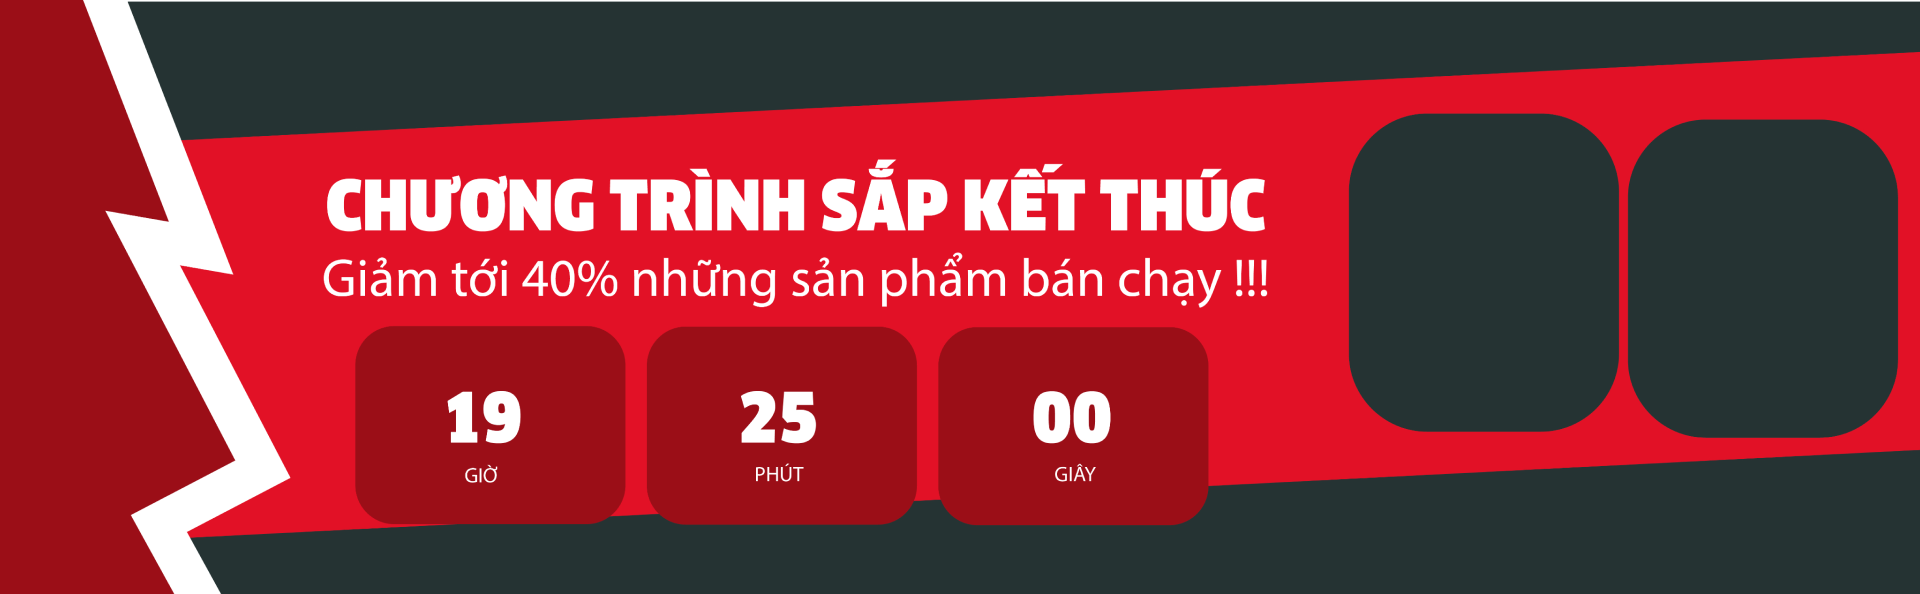 CHƯƠNG TRÌNH SẮP KẾT THÚC
Giảm tới 40% những sản phẩm bán chạy !!!
19 25 00
GIỜ PHÚT GIÂY